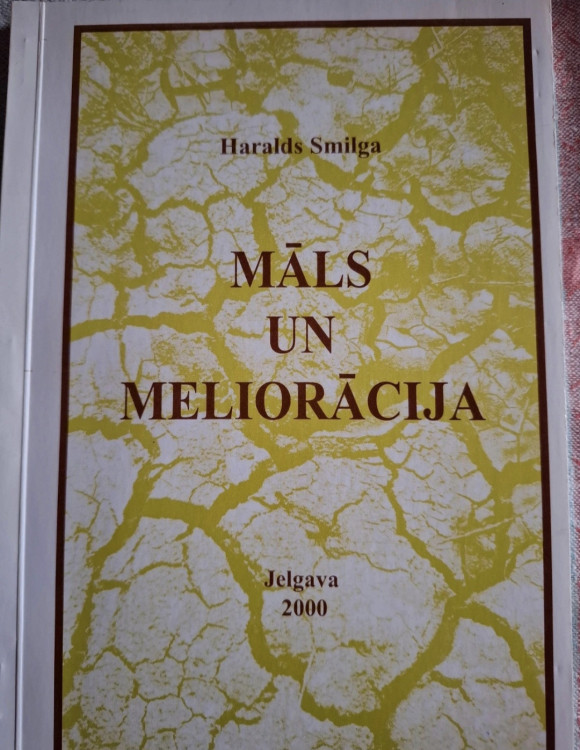 Haralds Smilga
MĀLS
UN
MELIORĀCIJA
Jelgava
2000